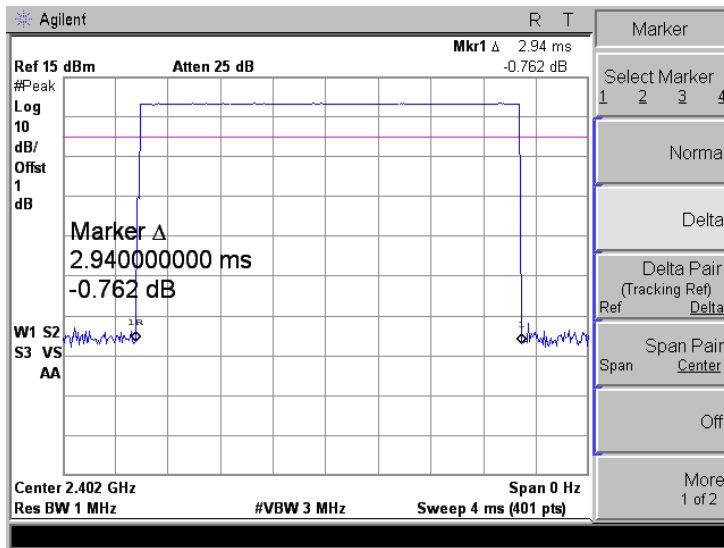 Agilent R T
Mkr1 Δ 2.94 ms
Ref 15 dBm Atten 25 dB -0.762 dB
#Peak
Log
10
dB/
Offst
1
dB
Marker Δ
2.940000000 ms
-0.762 dB
1R
1
W1 S2
S3 VS
AA
Center 2.402 GHz Span 0 Hz
Res BW 1 MHz #VBW 3 MHz Sweep 4 ms (401 pts)
Marker
Select Marker
1 2 3 4
Norma
Delta
Delta Pair
(Tracking Ref)
Ref Delta
Span Pair
Span Center
Off
More
1 of 2